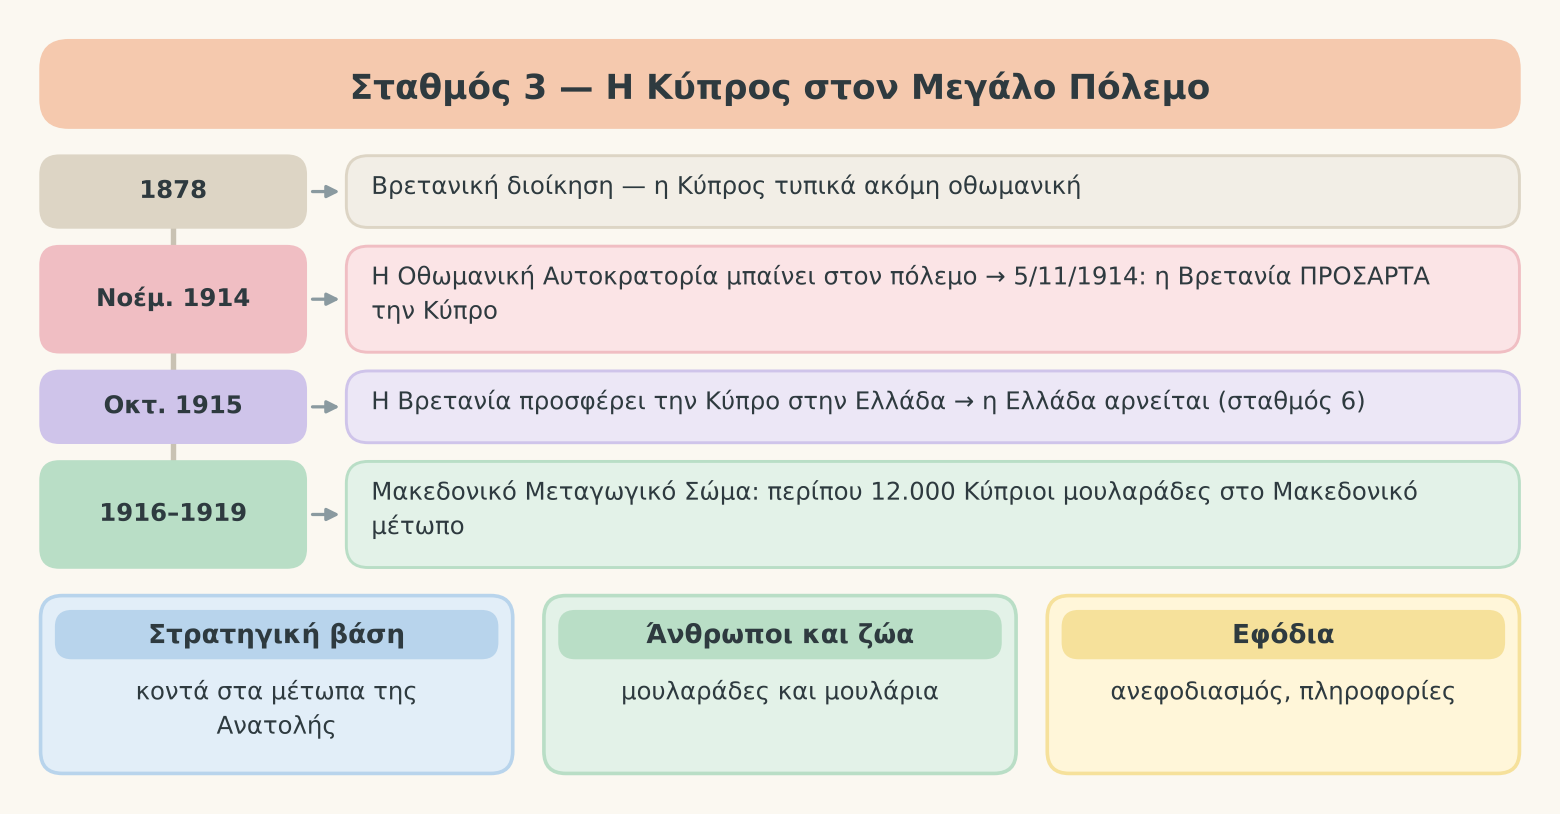 Σταθμός 3 — Η Κύπρος στον Μεγάλο Πόλεμο
1878
Βρετανική διοίκηση — η Κύπρος τυπικά ακόμη οθωμανική
Νοέμ. 1914
Η Οθωμανική Αυτοκρατορία μπαίνει στον πόλεμο → 5/11/1914: η Βρετανία ΠΡΟΣΑΡΤΑ
την Κύπρο
Οκτ. 1915
Η Βρετανία προσφέρει την Κύπρο στην Ελλάδα → η Ελλάδα αρνείται (σταθμός 6)
1916–1919
Μακεδονικό Μεταγωγικό Σώμα: περίπου 12.000 Κύπριοι μουλαράδες στο Μακεδονικό
μέτωπο
Στρατηγική βάση
κοντά στα μέτωπα της
Ανατολής
Άνθρωποι και ζώα
μουλαράδες και μουλάρια
Εφόδια
ανεφοδιασμός, πληροφορίες